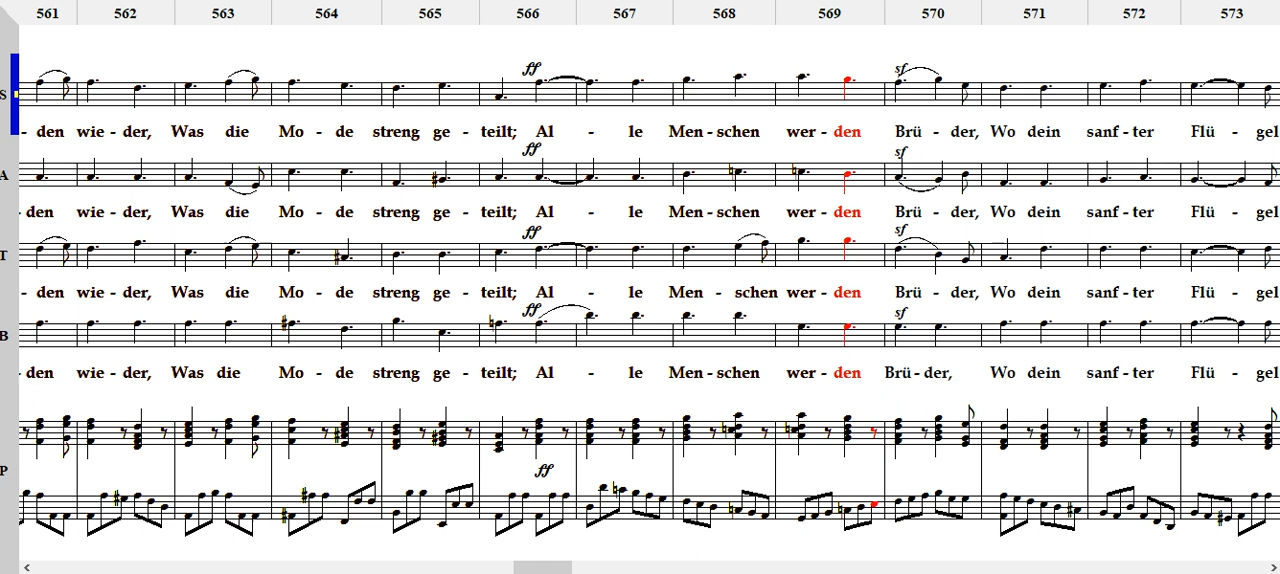 561 562 563 564 565 566 567 568 569 570 571 572 573
ff sf
S
- den wie - der, Was die Mo - de streng ge - teilt; Al - le Men - schen wer - den Brü - der, Wo dein sanf - ter Flü - gel
ff sf
A
- den wie - der, Was die Mo - de streng ge - teilt; Al - le Men - schen wer - den Brü - der, Wo dein sanf - ter Flü - gel
ff sf
T
- den wie - der, Was die Mo - de streng ge - teilt; Al - le Men - schen wer - den Brü - der, Wo dein sanf - ter Flü - gel
ff sf
B
- den wie - der, Was die Mo - de streng ge - teilt; Al - le Men - schen wer - den Brü - der, Wo dein sanf - ter Flü - gel
P
ff